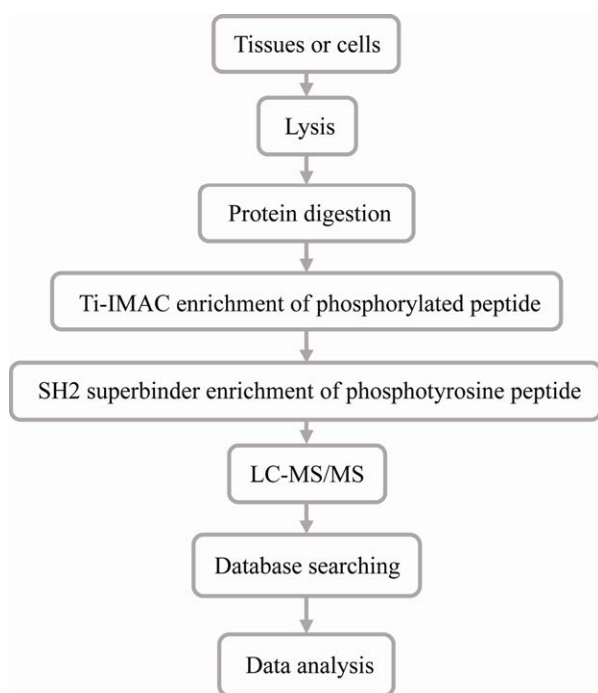 Tissues or cells
Lysis
Protein digestion
Ti-IMAC enrichment of phosphorylated peptide
SH2 superbinder enrichment of phosphotyrosine peptide
LC-MS/MS
Database searching
Data analysis